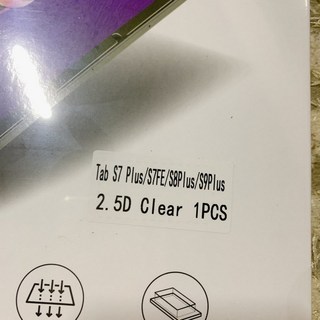 Tab S7 Plus/S7FE/S8Plus/S9Plus
2.5D Clear 1PCS